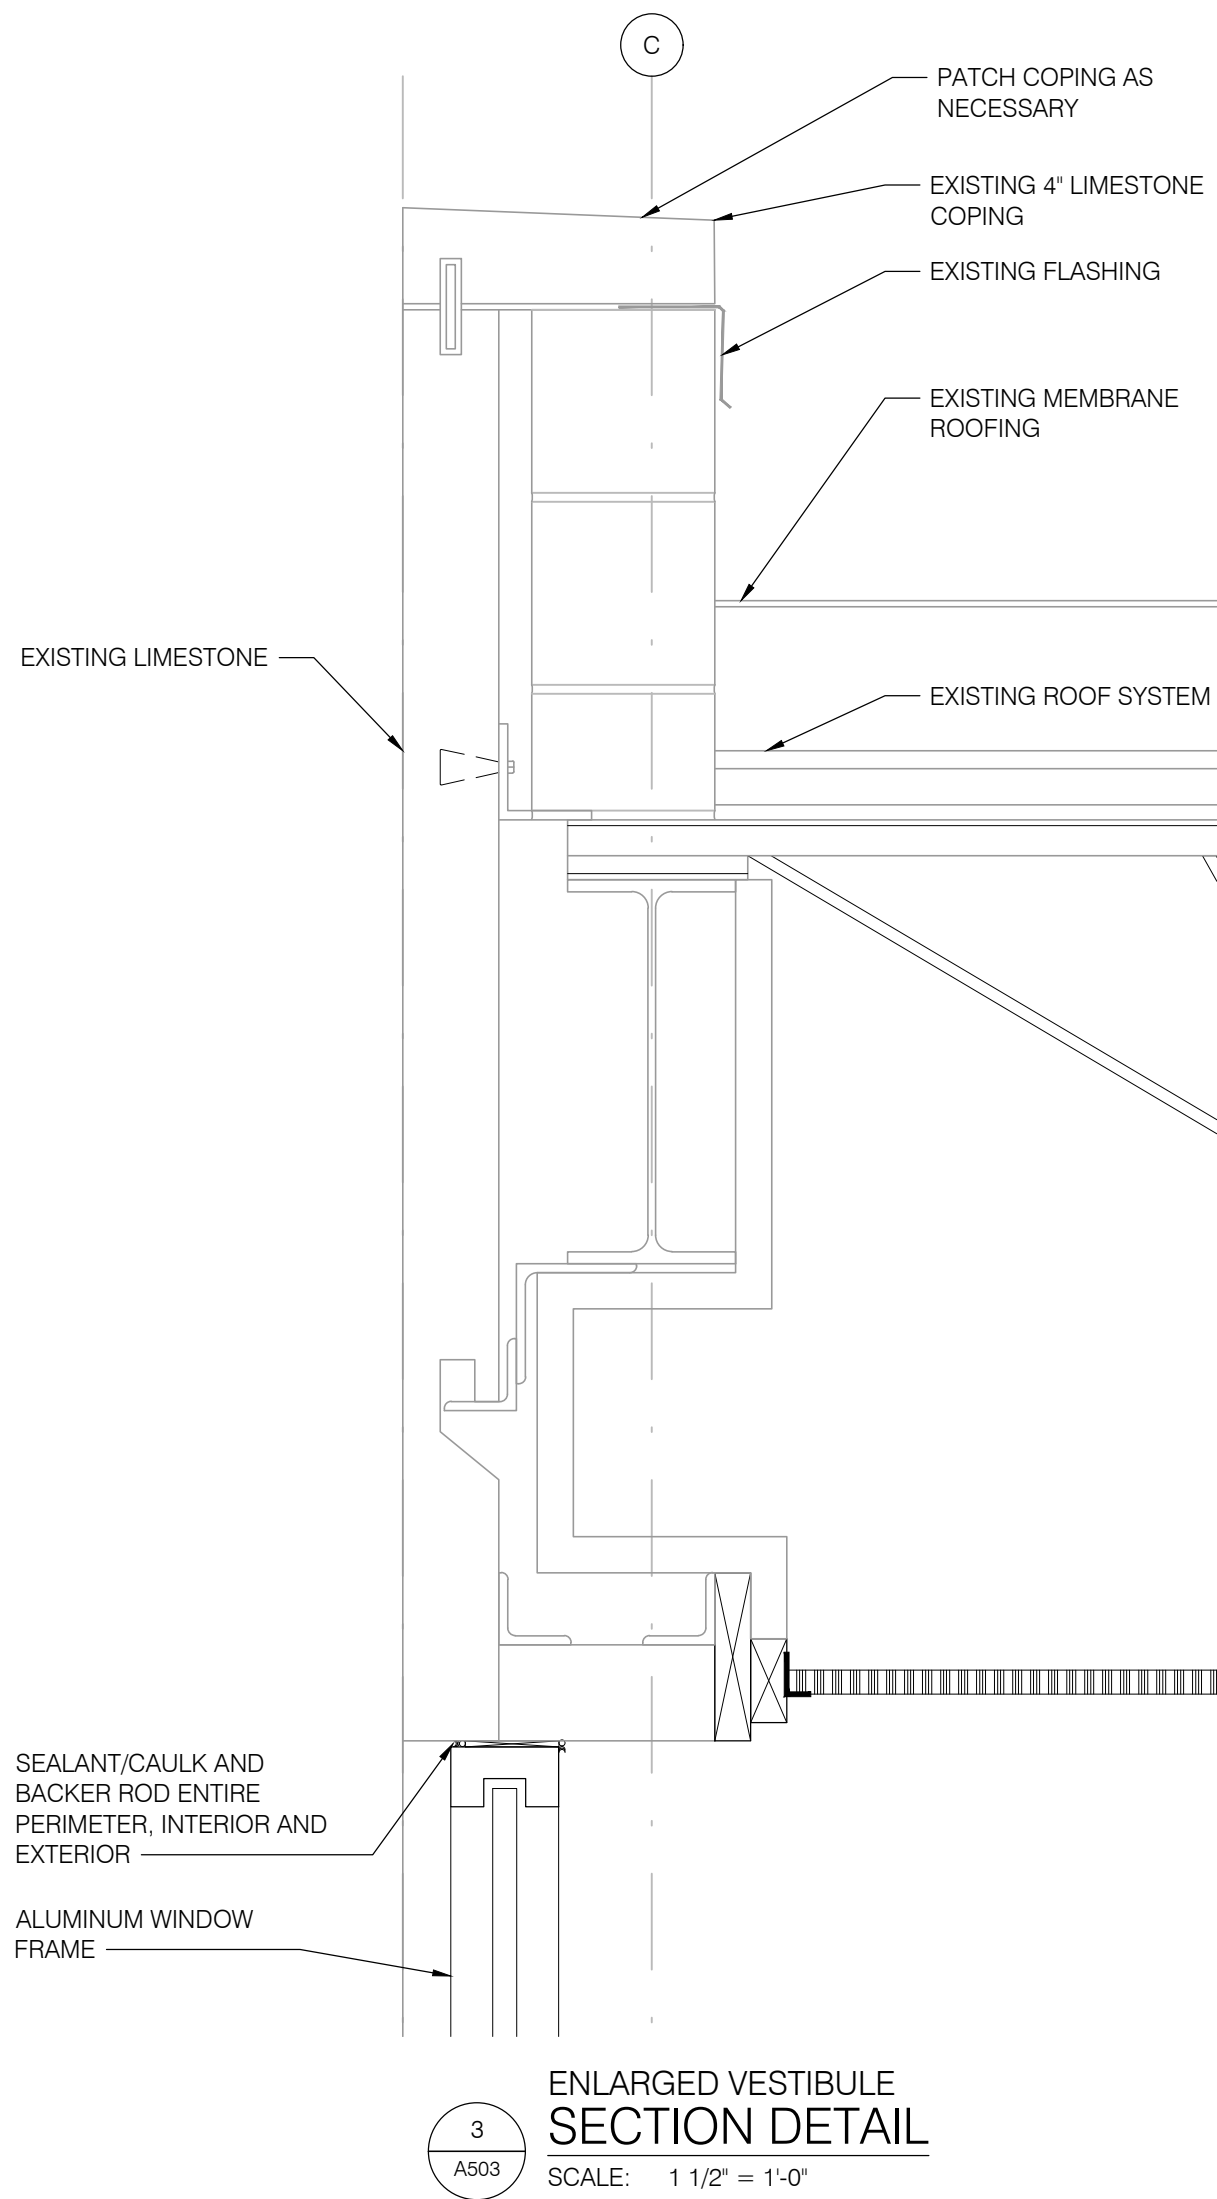 C
PATCH COPING AS
NECESSARY
EXISTING 4" LIMESTONE
COPING
EXISTING FLASHING
EXISTING MEMBRANE
ROOFING
EXISTING LIMESTONE
EXISTING ROOF SYSTEM
SEALANT/CAULK AND
BACKER ROD ENTIRE
PERIMETER, INTERIOR AND
EXTERIOR
ALUMINUM WINDOW
FRAME
3
A503
ENLARGED VESTIBULE
SECTION DETAIL
SCALE: 1 1/2" = 1'-0"